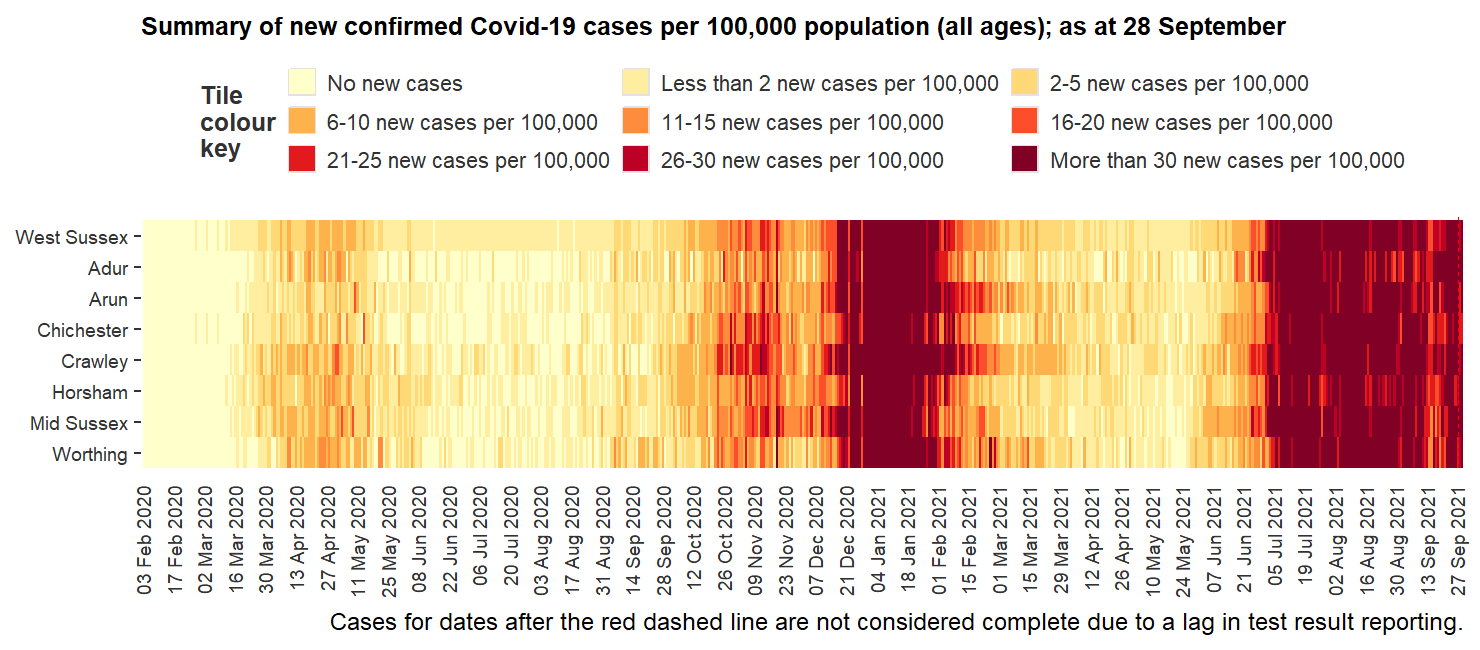 Summary of new confirmed Covid-19 cases per 100,000 population (all ages); as at 28 September
Tile
colour
key
No new cases
Less than 2 new cases per 100,000
2-5 new cases per 100,000
6-10 new cases per 100,000
11-15 new cases per 100,000
16-20 new cases per 100,000
21-25 new cases per 100,000
26-30 new cases per 100,000
More than 30 new cases per 100,000
West Sussex
Adur
Arun
Chichester
Crawley
Horsham
Mid Sussex
Worthing
03 Feb 2020
17 Feb 2020
02 Mar 2020
16 Mar 2020
30 Mar 2020
13 Apr 2020
27 Apr 2020
11 May 2020
25 May 2020
08 Jun 2020
22 Jun 2020
06 Jul 2020
20 Jul 2020
03 Aug 2020
17 Aug 2020
31 Aug 2020
14 Sep 2020
28 Sep 2020
12 Oct 2020
26 Oct 2020
09 Nov 2020
23 Nov 2020
07 Dec 2020
21 Dec 2020
04 Jan 2021
18 Jan 2021
01 Feb 2021
15 Feb 2021
01 Mar 2021
15 Mar 2021
29 Mar 2021
12 Apr 2021
26 Apr 2021
10 May 2021
24 May 2021
07 Jun 2021
21 Jun 2021
05 Jul 2021
19 Jul 2021
02 Aug 2021
16 Aug 2021
30 Aug 2021
13 Sep 2021
27 Sep 2021
Cases for dates after the red dashed line are not considered complete due to a lag in test result reporting.